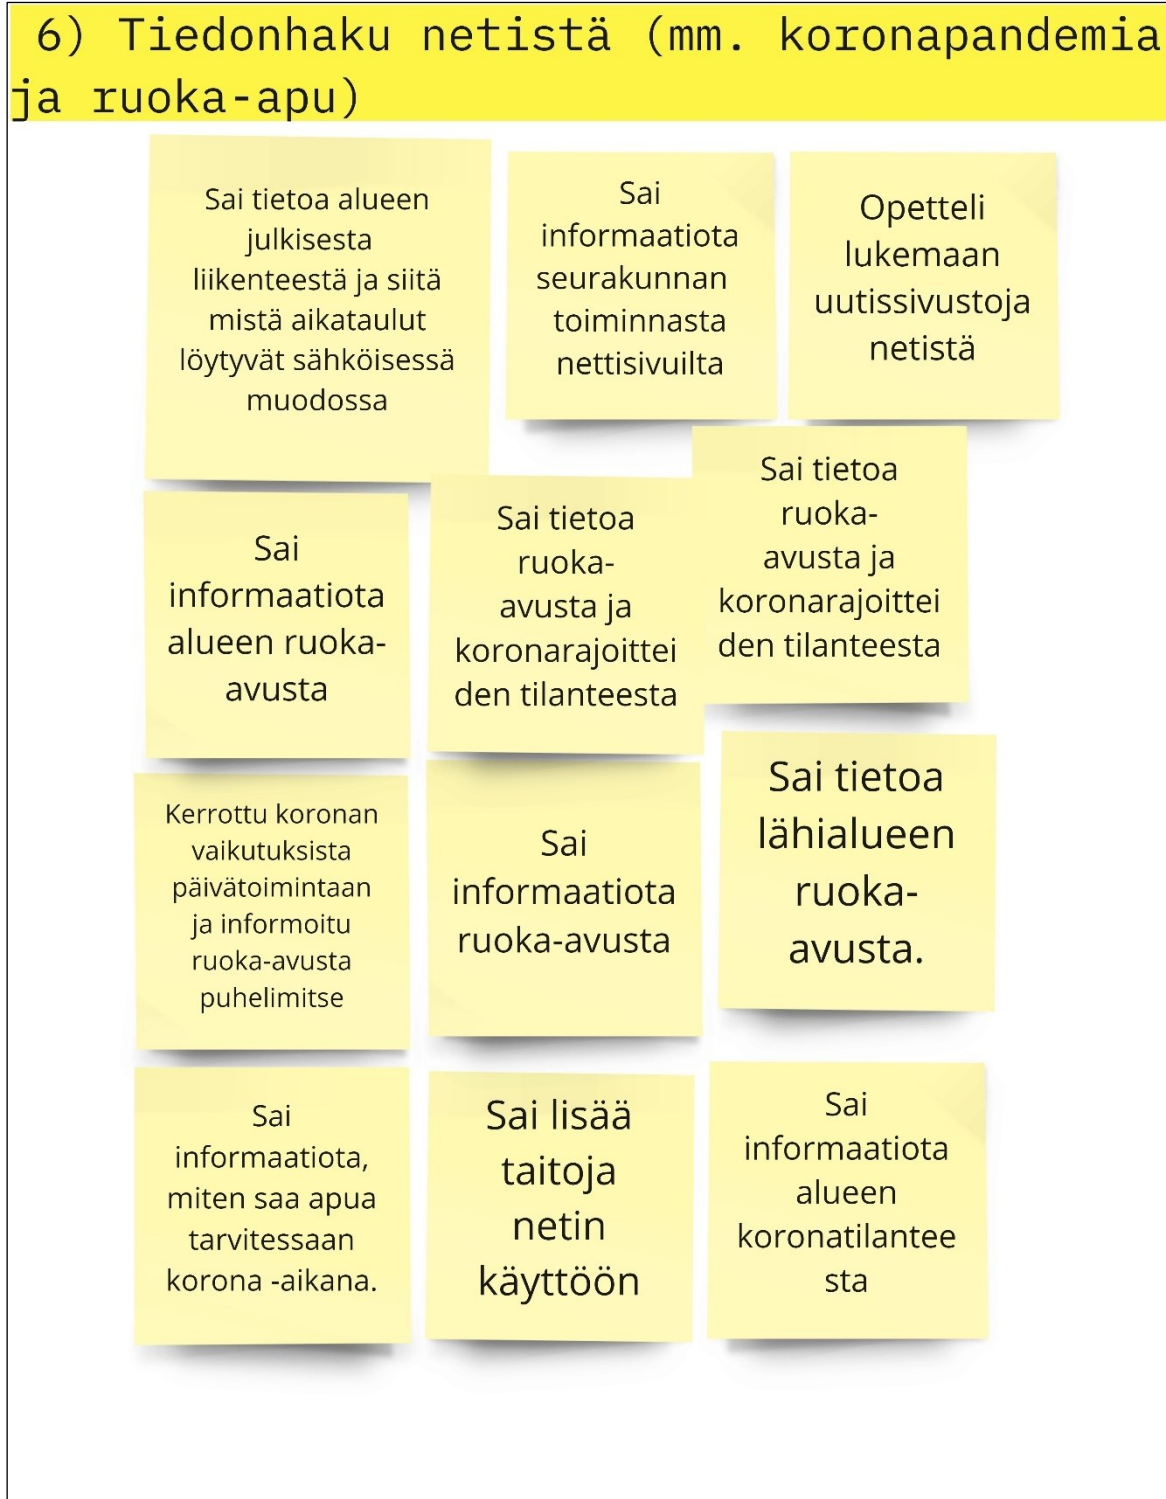 6) Tiedonhaku netistä (mm. koronapandemia
ja ruoka-apu)
Sai tietoa alueen
julkisesta
liikenteestä ja siitä
mistä aikataulut
löytyvät sähköisessä
muodossa
Sai
informaatiota
seurakunnan
toiminnasta
nettisivuilta
Opetteli
lukemaan
uutissivustoja
netistä
Sai
informaatiota
alueen ruoka-
avusta
Sai tietoa
ruoka-
avusta ja
koronarajoittei
den tilanteesta
Sai tietoa
ruoka-
avusta ja
koronarajoittei
den tilanteesta
Kerrottu koronan
vaikutuksista
päivätoimintaan
ja informoitu
ruoka-avusta
puhelimitse
Sai
informaatiota
ruoka-avusta
Sai tietoa
lähialueen
ruoka-
avusta.
Sai
informaatiota,
miten saa apua
tarvitessaan
korona -aikana.
Sai lisää
taitoja
netin
käyttöön
Sai
informaatiota
alueen
koronatilantee
sta